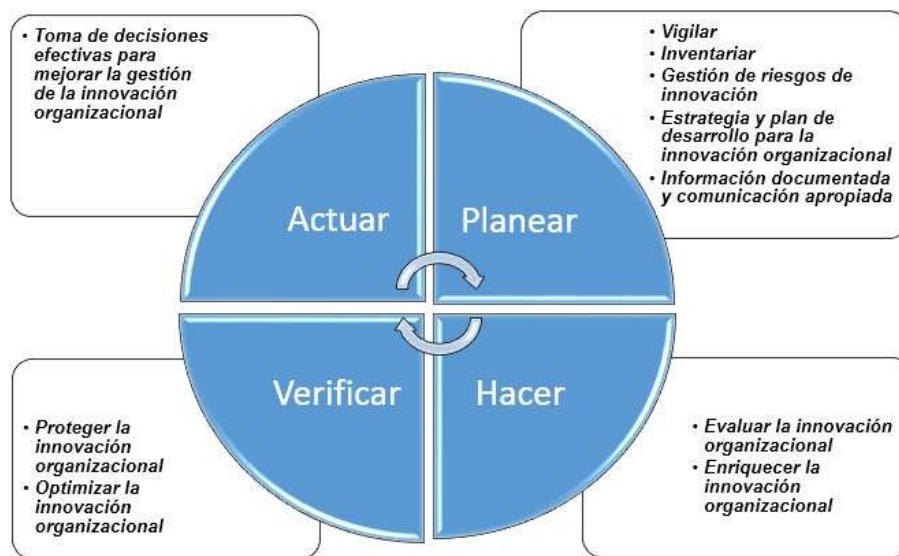 • Toma de decisiones
efectivas para
mejorar la gestión
de la innovación
organizacional
• Vigilar
• Inventariar
• Gestión de riesgos de
innovación
• Estrategia y plan de
desarrollo para la
innovación organizacional
• Información documentada
y comunicación apropiada
Actuar
Planear
Verificar
Hacer
• Proteger la
innovación
organizacional
• Optimizar la
innovación
organizacional
• Evaluar la innovación
organizacional
• Enriquecer la
innovación
organizacional